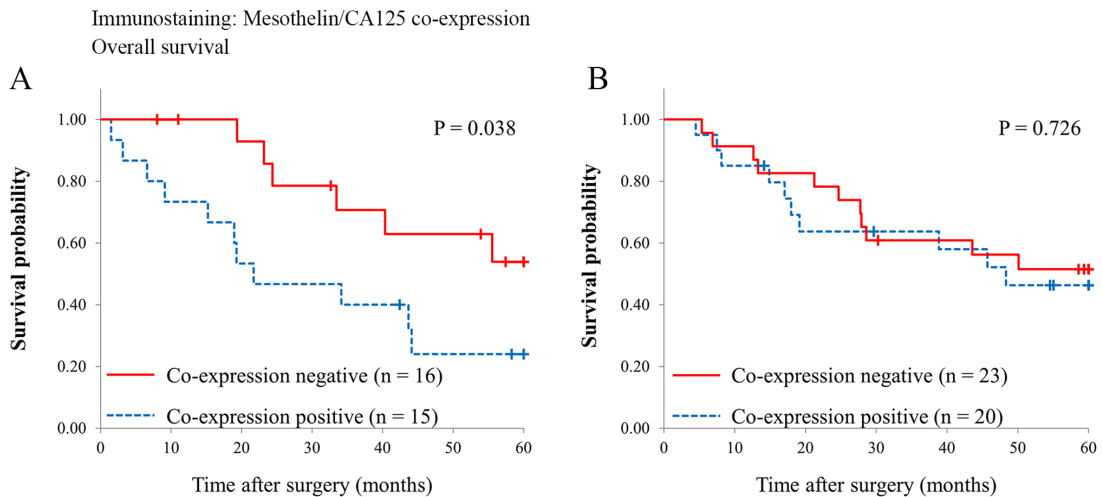 Immunostaining: Mesothelin/CA125 co-expression
Overall survival
A
P = 0.038
Survival probability
1.00
0.80
0.60
0.40
0.20
0.00
Co-expression negative (n = 16)
Co-expression positive (n = 15)
0 10 20 30 40 50 60
Time after surgery (months)
B
P = 0.726
Survival probability
1.00
0.80
0.60
0.40
0.20
0.00
Co-expression negative (n = 23)
Co-expression positive (n = 20)
0 10 20 30 40 50 60
Time after surgery (months)